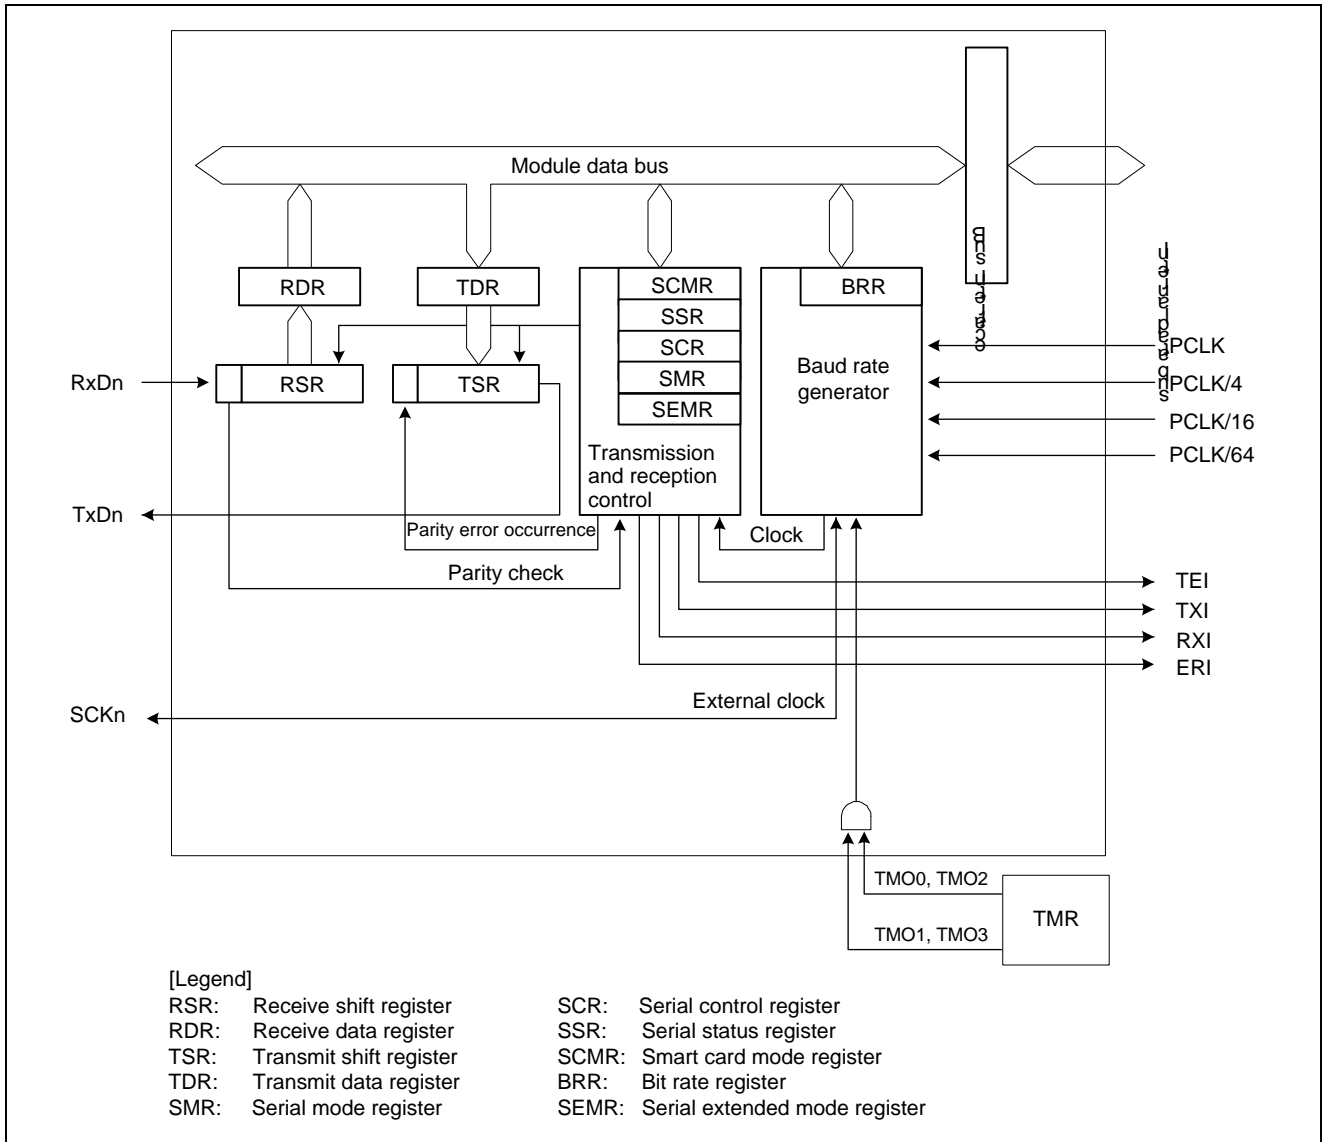 Module data bus
RDR
TDR
SCMR
SSR
SCR
SMR
SEMR
BRR
RxDn
RSR
TSR
Baud rate
generator
PCLK
PCLK/4
PCLK/16
PCLK/64
Transmission
and reception
control
TxDn
Parity error occurrence
Clock
Parity check
TEI
TXI
RXI
ERI
External clock
SCKn
TMO0, TMO2
TMO1, TMO3
TMR
[Legend]
RSR: Receive shift register
RDR: Receive data register
TSR: Transmit shift register
TDR: Transmit data register
SMR: Serial mode register
SCR: Serial control register
SSR: Serial status register
SCMR: Smart card mode register
BRR: Bit rate register
SEMR: Serial extended mode register